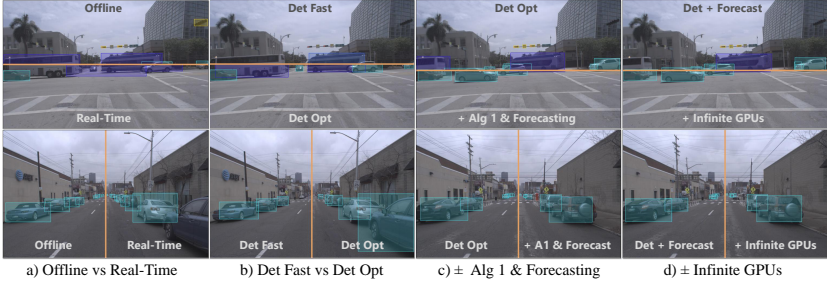 Offline
Det Fast
Det Opt
Det + Forecast
Real-Time
Det Opt
+ Alg 1 & Forecasting
+ Infinite GPUs
Offline
Real-Time
Det Fast
Det Opt
Det Opt
+ A1 & Forecast
Det + Forecast
+ Infinite GPUs
a) Offline vs Real-Time
b) Det Fast vs Det Opt
c) ± Alg 1 & Forecasting
d) ± Infinite GPUs